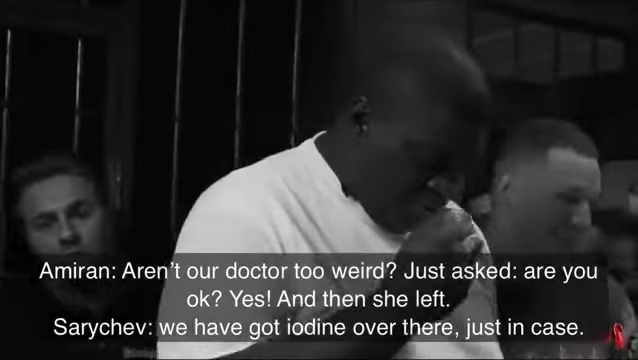 Amiran: Aren't our doctor too weird? Just asked: are you
ok? Yes! And then she left.
Sarychev: we have got iodine over there, just in case.